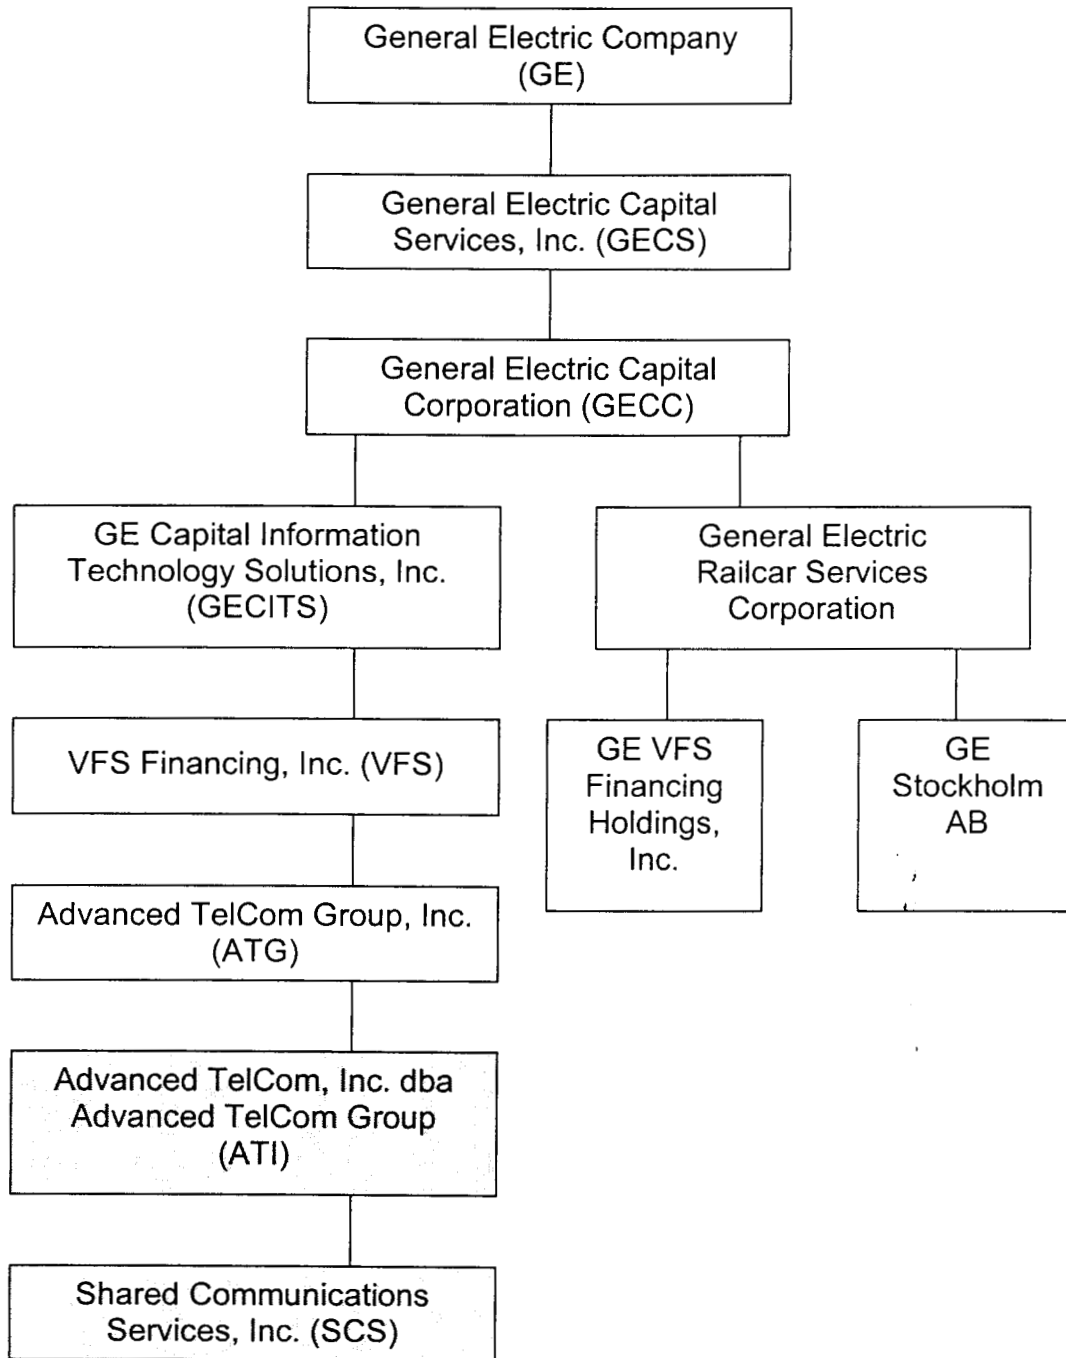 General Electric Company
(GE)
General Electric Capital
Services, Inc. (GECS)
General Electric Capital
Corporation (GECC)
GE Capital Information
Technology Solutions, Inc.
(GECITS)
General Electric
Railcar Services
Corporation
VFS Financing, Inc. (VFS)
GE VFS
Financing
Holdings,
Inc.
GE
Stockholm
AB
Advanced TelCom Group, Inc.
(ATG)
Advanced TelCom, Inc. dba
Advanced TelCom Group
(ATI)
Shared Communications
Services, Inc. (SCS)